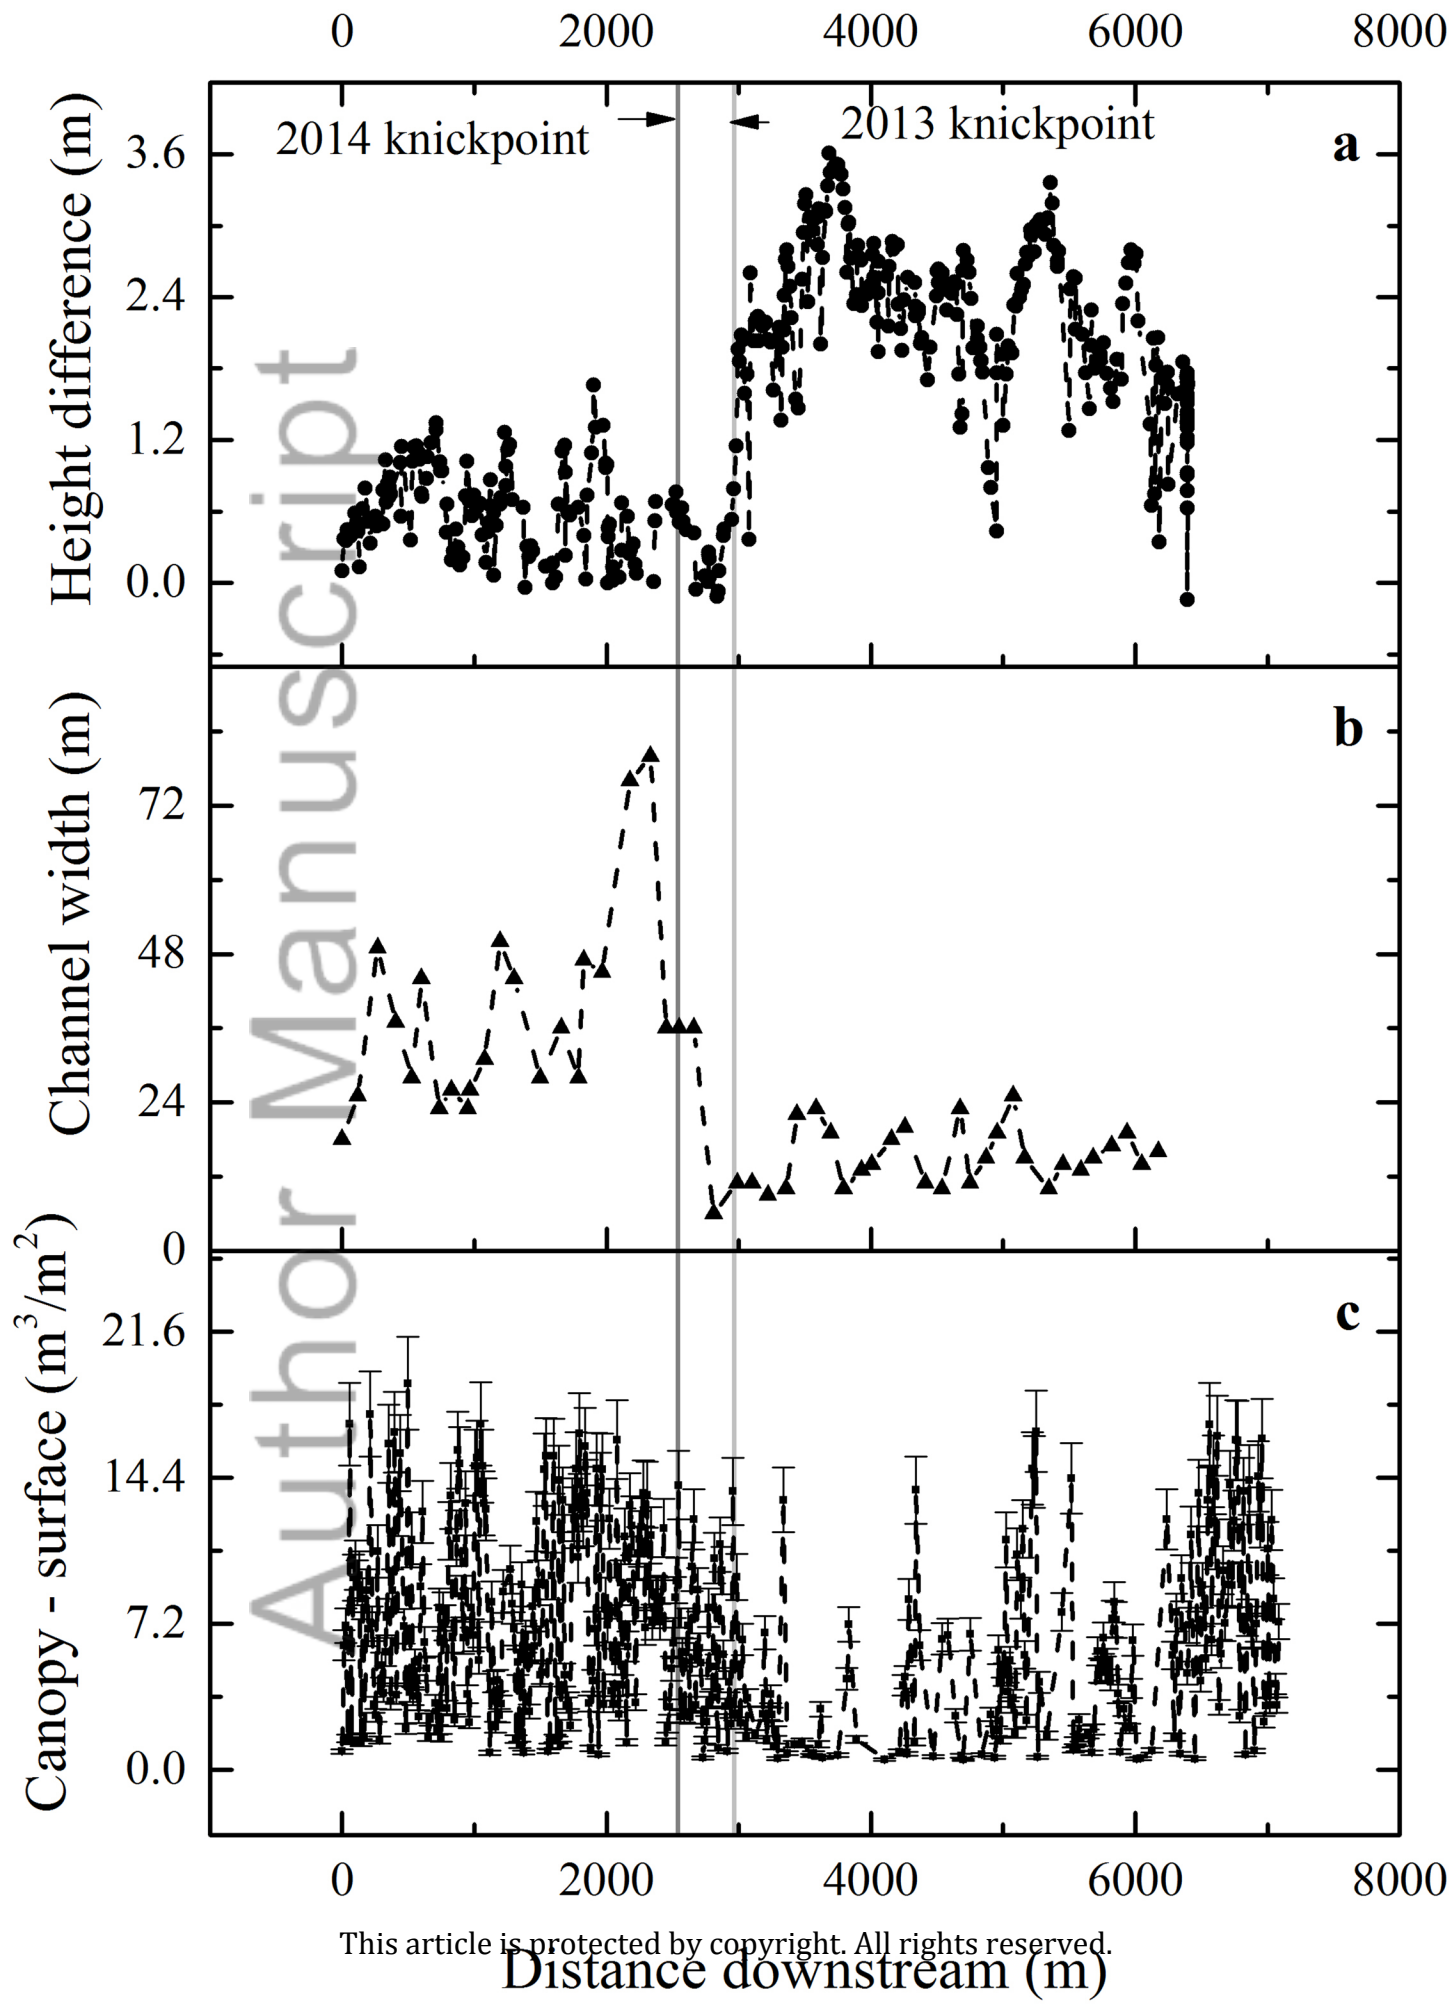 0 2000 4000 6000 8000
2014 knickpoint
2013 knickpoint
a
Height difference (m)
3.6
2.4
1.2
0.0
b
Channel width (m)
72
48
24
0
c
Canopy - surface (m³/m²)
21.6
14.4
7.2
0.0
0 2000 4000 6000 8000
Distance downstream (m)
This article is protected by copyright. All rights reserved.
Author Manuscript